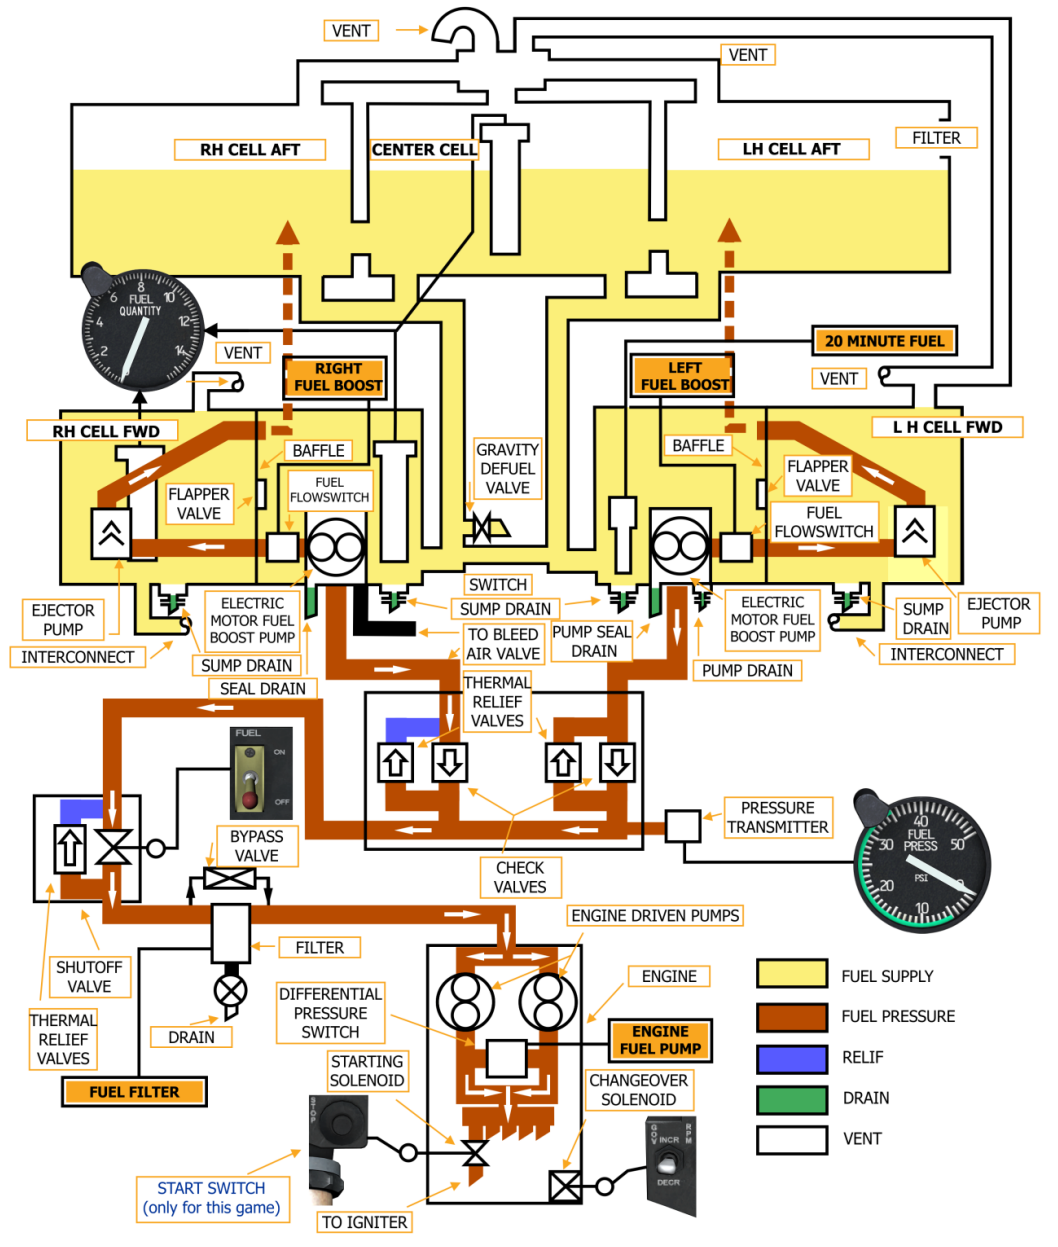 VENT
VENT
FILTER
RH CELL AFT
CENTER CELL
LH CELL AFT
FUEL
QUANTITY
2
4
6
8
10
12
14
VENT
RIGHT
FUEL BOOST
LEFT
FUEL BOOST
20 MINUTE FUEL
VENT
RH CELL FWD
L H CELL FWD
BAFFLE
GRAVITY
DEFUEL
VALVE
BAFFLE
FLAPPER
VALVE
FUEL
FLOWSWITCH
FLAPPER
VALVE
FUEL
FLOWSWITCH
EJECTOR
PUMP
ELECTRIC
MOTOR FUEL
BOOST PUMP
SWITCH
SUMP DRAIN
TO BLEED
AIR VALVE
PUMP SEAL
DRAIN
ELECTRIC
MOTOR FUEL
BOOST PUMP
SUMP
DRAIN
EJECTOR
PUMP
INTERCONNECT
SUMP DRAIN
SEAL DRAIN
THERMAL
RELIEF
VALVES
PUMP DRAIN
INTERCONNECT
FUEL
ON
OFF
BYPASS
VALVE
PRESSURE
TRANSMITTER
CHECK
VALVES
FUEL
PRESS
PSI
10
20
30
40
50
0
SHUTOFF
VALVE
THERMAL
RELIEF
VALVES
FILTER
DRAIN
FUEL FILTER
ENGINE DRIVEN PUMPS
DIFFERENTIAL
PRESSURE
SWITCH
ENGINE
ENGINE
FUEL PUMP
STARTING
SOLENOID
CHANGEOVER
SOLENOID
STOP
START SWITCH
(only for this game)
TO IGNITER
GOV
RPM
INCR
DECR
FUEL SUPPLY
FUEL PRESSURE
RELIF
DRAIN
VENT